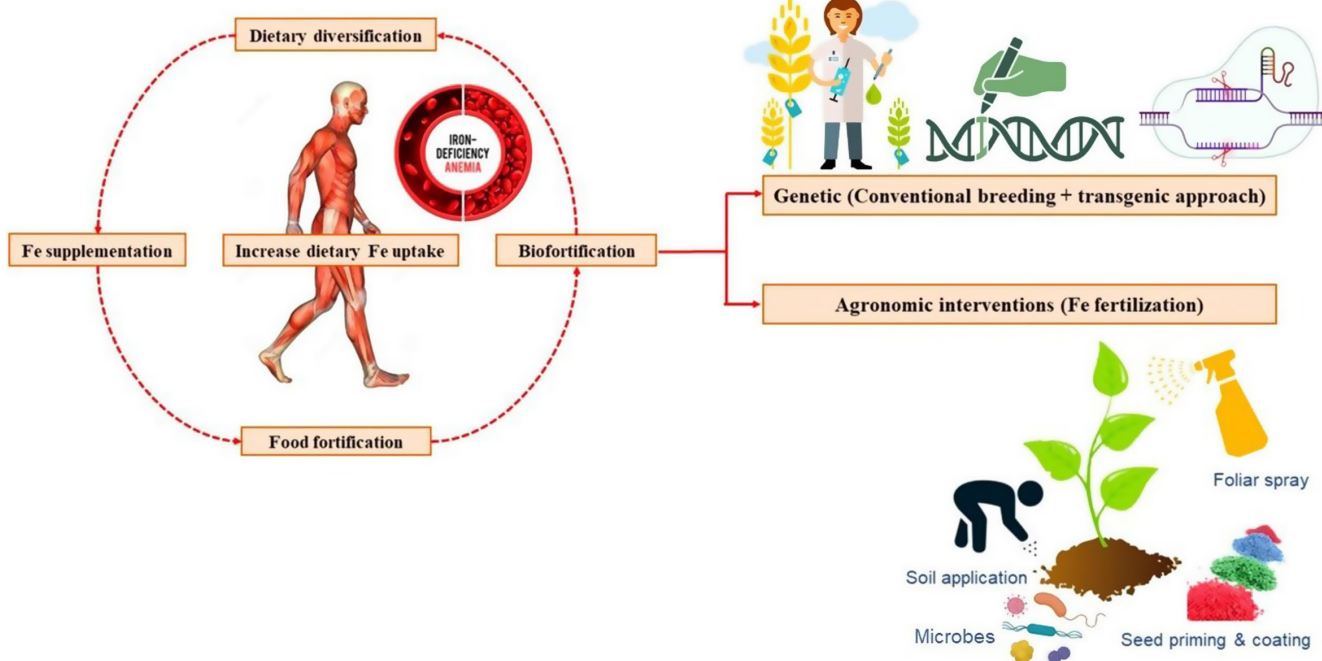 Dietary diversification
IRON-
DEFICIENCY
ANEMIA
Genetic (Conventional breeding + transgenic approach)
Fe supplementation
Increase dietary Fe uptake
Biofortification
Agronomic interventions (Fe fertilization)
Food fortification
Foliar spray
Soil application
Microbes
Seed priming & coating